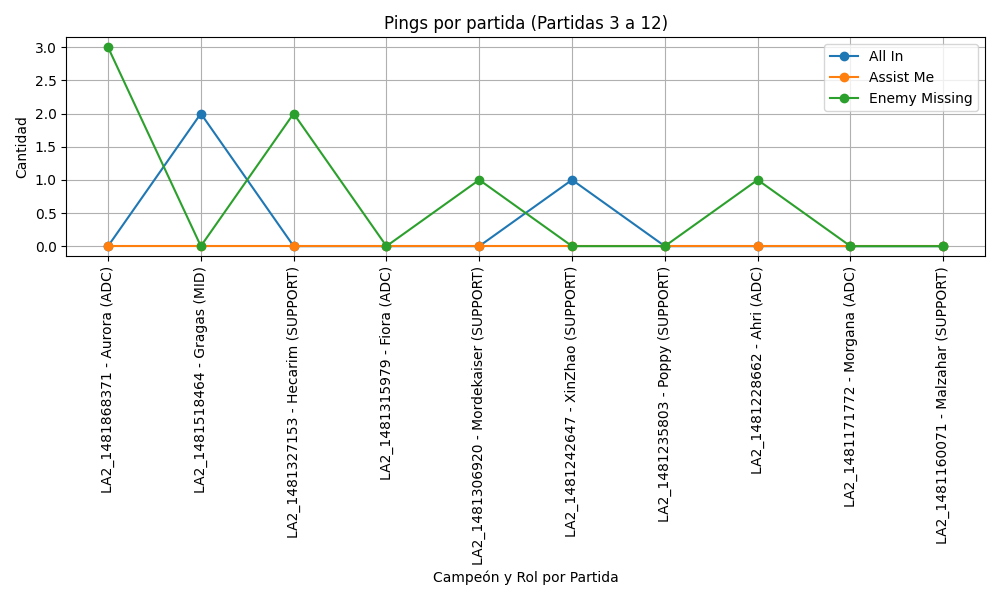 Pings por partida (Partidas 3 a 12)
All In
Assist Me
Enemy Missing
Cantidad
3.0
2.5
2.0
1.5
1.0
0.5
0.0
LA2_1481868371 - Aurora (ADC)
LA2_1481518464 - Gragas (MID)
LA2_1481327153 - Hecarim (SUPPORT)
LA2_1481315979 - Fiora (ADC)
LA2_1481306920 - Mordekaiser (SUPPORT)
LA2_1481242647 - XinZhao (SUPPORT)
LA2_1481235803 - Poppy (SUPPORT)
LA2_1481228662 - Ahri (ADC)
LA2_1481171772 - Morgana (ADC)
LA2_1481160071 - Malzahar (SUPPORT)
Campeón y Rol por Partida